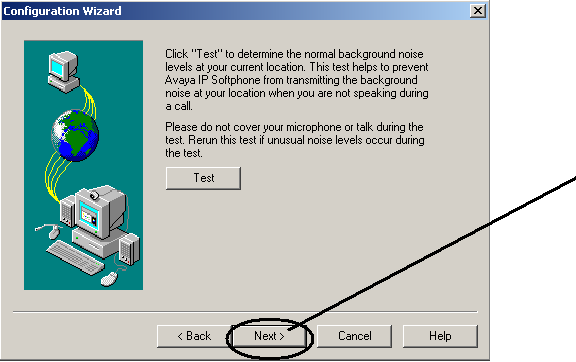 Configuration Wizard
Click "Test" to determine the normal background noise
levels at your current location. This test helps to prevent
Avaya IP Softphone from transmitting the background
noise at your location when you are not speaking during
a call.
Please do not cover your microphone or talk during the
test. Rerun this test if unusual noise levels occur during
the test.
Test
< Back Next > Cancel Help